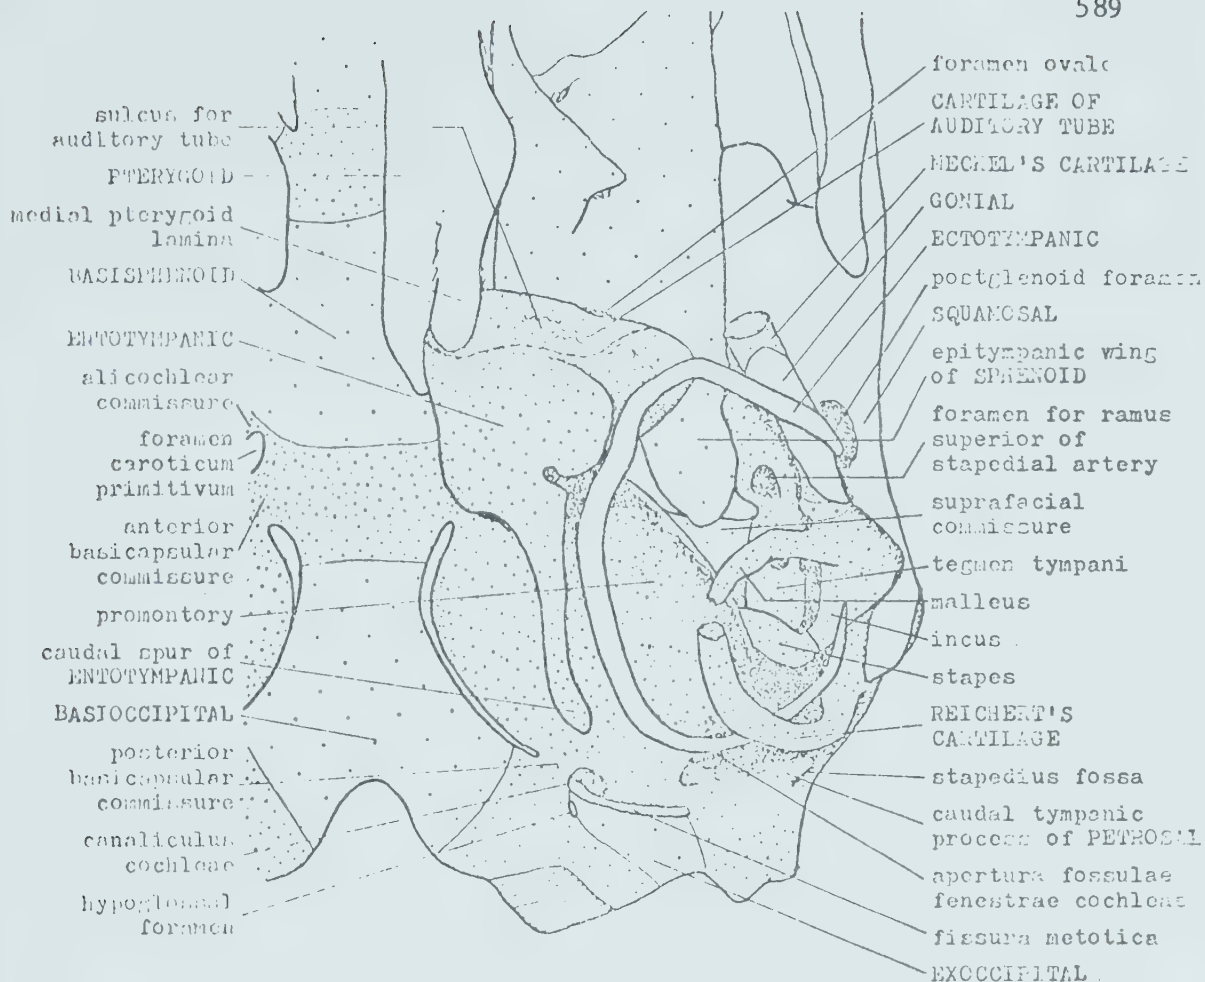 589
sulcus for
auditory tube
PTERYGOID
medial pterygoid
lamina
BASISPHENOID
ENTOTYMPANIC
alicochlear
commissure
foramen
caroticum
primitivum
anterior
basicapsular
commissure
promontory
caudal spur of
ENTOTYMPANIC
BASIOCCIPITAL
posterior
basicapsular
commissure
canaliculus
cochleae
hypoglossal
foramen
foramen ovale
CARTILAGE OF
AUDITORY TUBE
MECKEL'S CARTILAGE
GONIAL
ECTOTYMPANIC
postglenoid foramen
SQUAMOSAL
epitympanic wing
of SPHENOID
foramen for ramus
superior of
stapedial artery
suprafacial
commissure
tegmen tympani
malleus
incus
stapes
REICHERT'S
CARTILAGE
stapedius fossa
caudal tympanic
process of PETROSAL
apertura fossulae
fenestrae cochleae
fissura metotica
EXOCCIPITAL